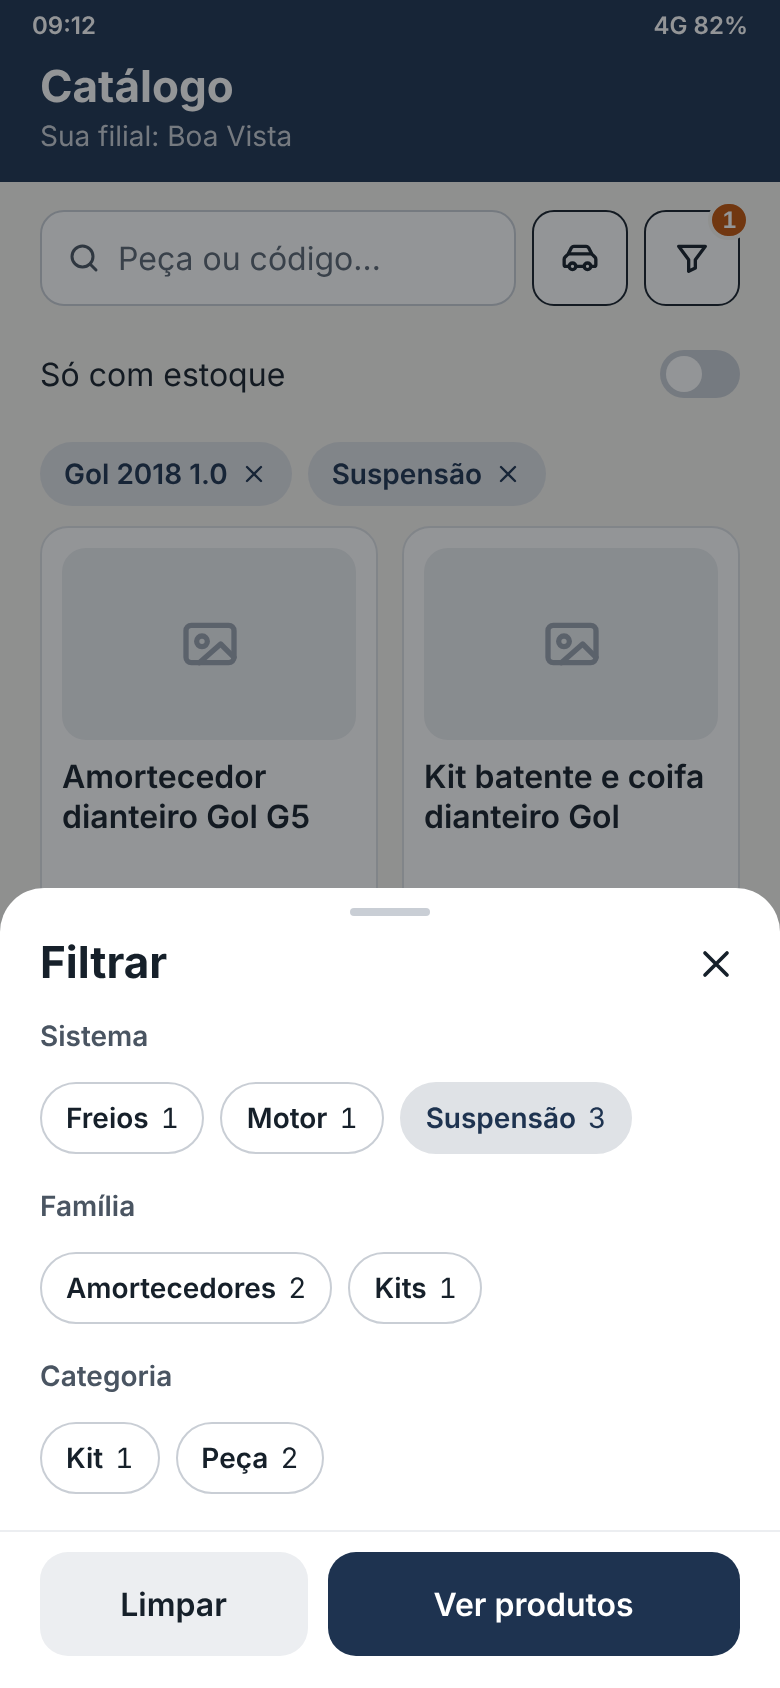 09:12 4G 82%
Catálogo
Sua filial: Boa Vista
Peça ou código...
1
Só com estoque
Gol 2018 1.0
Suspensão
Amortecedor
dianteiro Gol G5
Kit batente e coifa
dianteiro Gol
Filtrar
Sistema
Freios 1
Motor 1
Suspensão 3
Família
Amortecedores 2
Kits 1
Categoria
Kit 1
Peça 2
Limpar
Ver produtos